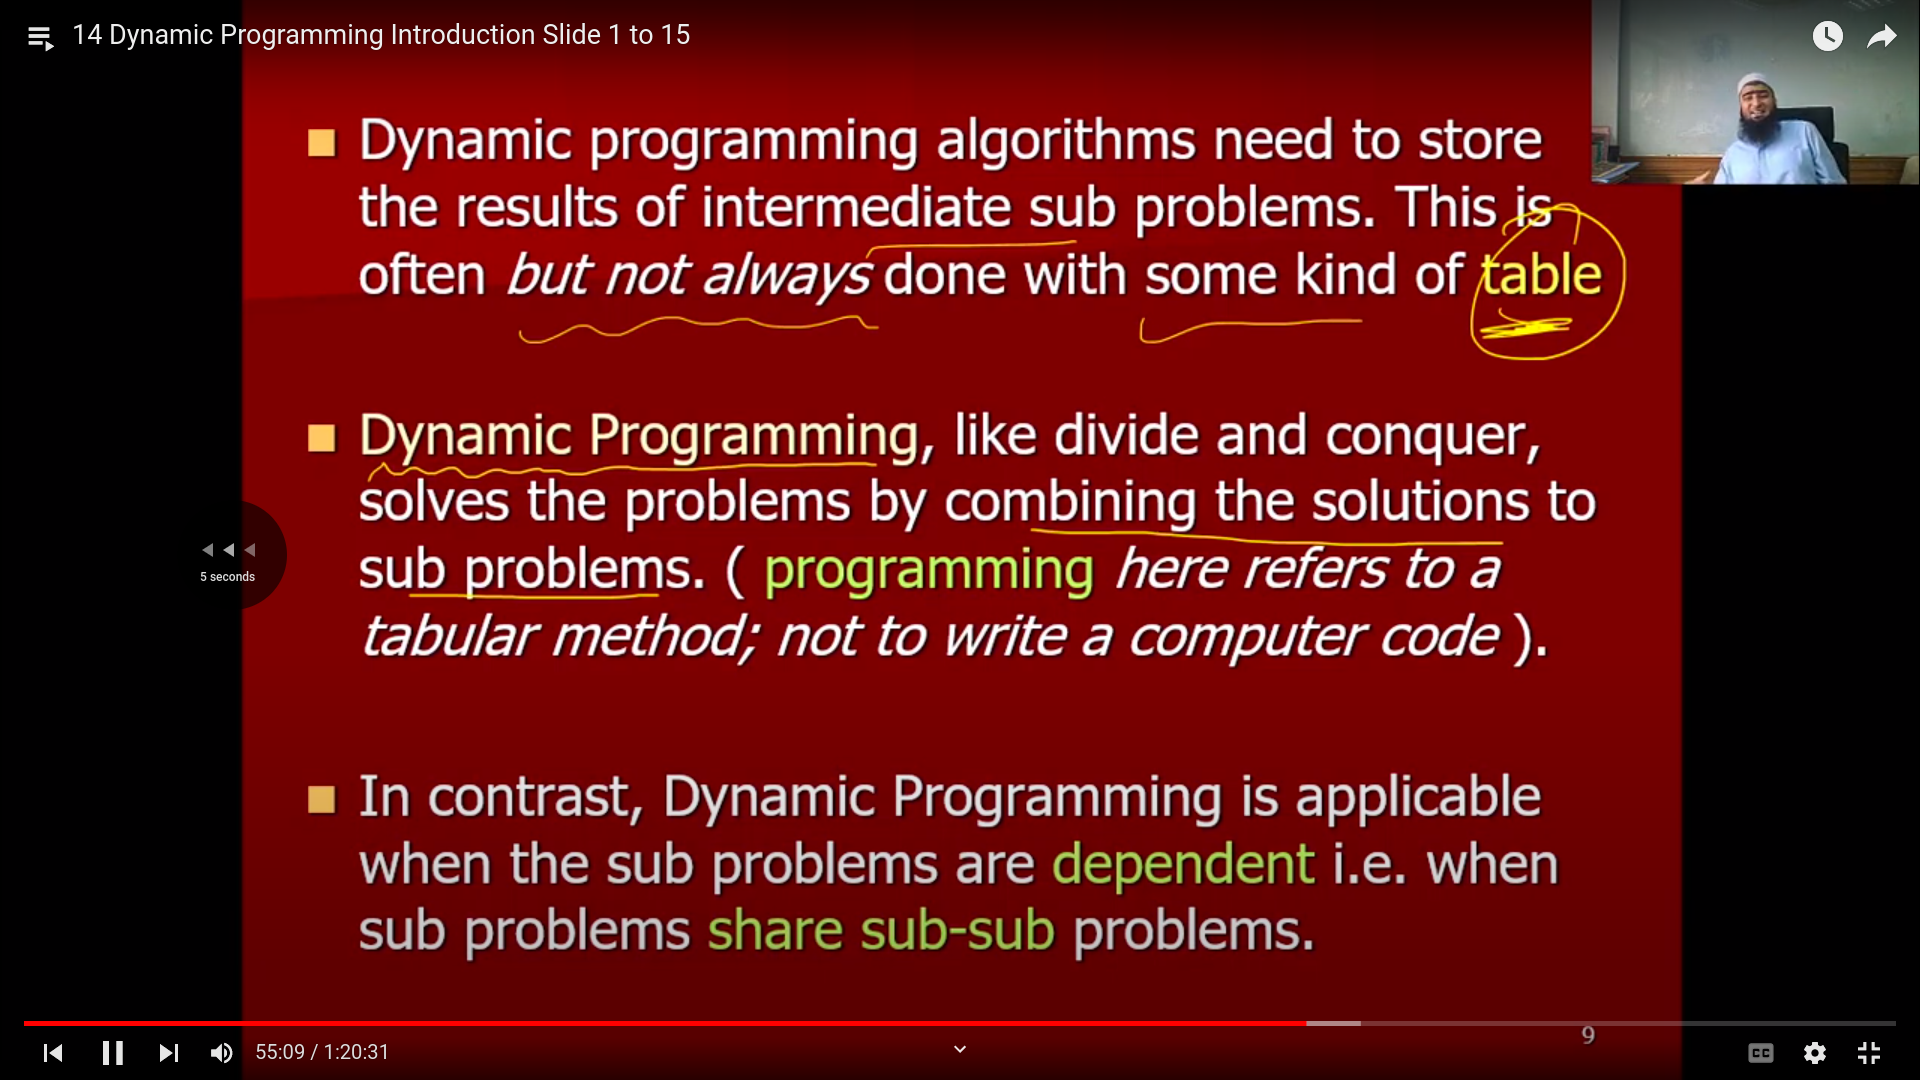 14 Dynamic Programming Introduction Slide 1 to 15
Dynamic programming algorithms need to store
the results of intermediate sub problems. This is
often but not always done with some kind of table
Dynamic Programming, like divide and conquer,
solves the problems by combining the solutions to
sub problems. ( programming here refers to a
tabular method; not to write a computer code ).
5 seconds
In contrast, Dynamic Programming is applicable
when the sub problems are dependent i.e. when
sub problems share sub-sub problems.
9
55:09 / 1:20:31
CC